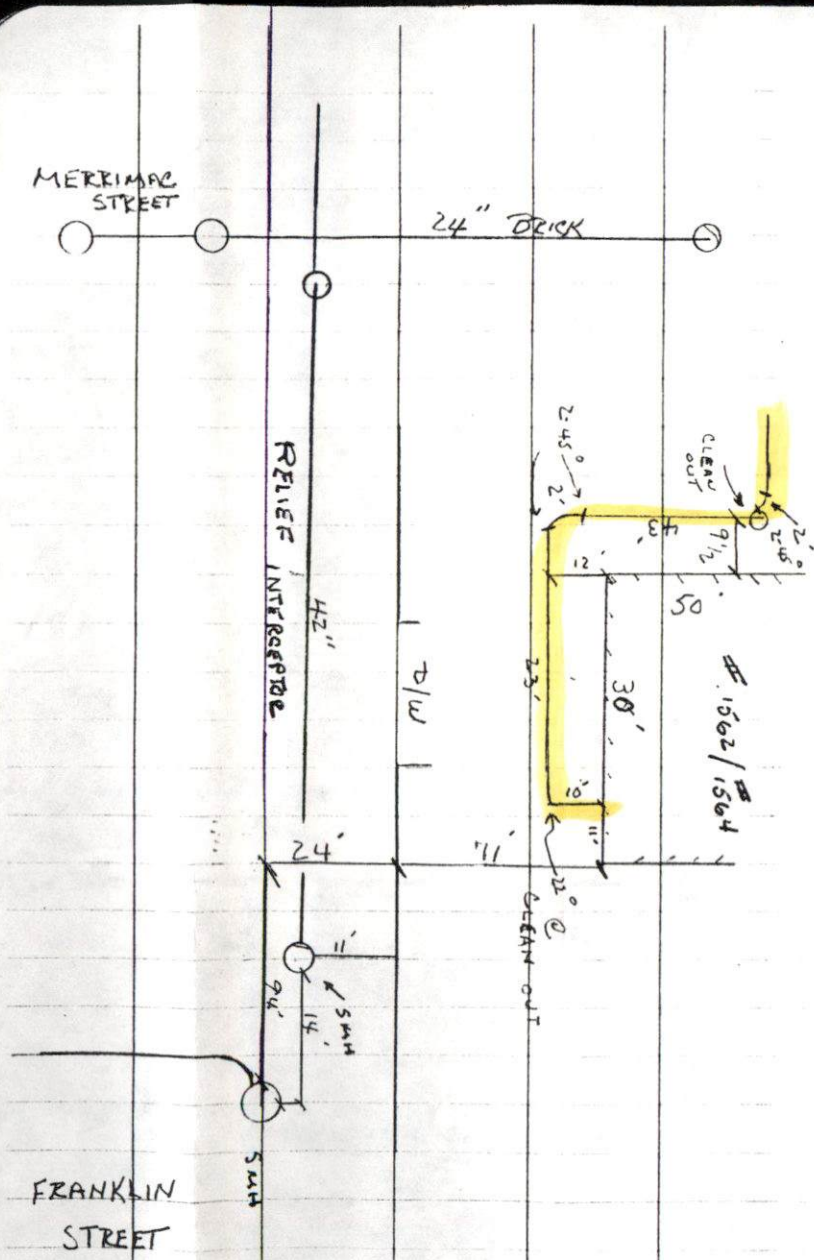 MERRIMAC
STREET
24" BRICK
RELIEF INTERCEPTOR
42"
D/W
CLEAN
OUT
2-45°
2'
43'
9½'
2'
2-45°
12'
50'
23'
30'
# 1562/# 1564
10'
11'
22° @
CLEAN OUT
24'
71'
11'
SMH
14'
94'
SMH
FRANKLIN
STREET